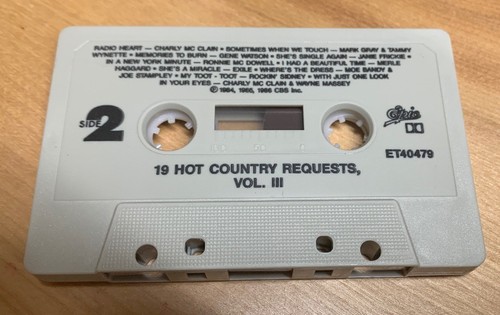 RADIO HEART — CHARLY MC CLAIN • SOMETIMES WHEN WE TOUCH — MARK GRAY & TAMMY
WYNETTE • MEMORIES TO BURN — GENE WATSON • SHE'S SINGLE AGAIN — JANIE FRICKIE •
IN A NEW YORK MINUTE — RONNIE MC DOWELL • I HAD A BEAUTIFUL TIME — MERLE
HAGGARD • SHE'S A MIRACLE — EXILE • WHERE'S THE DRESS — MOE BANDY &
JOE STAMPLEY • MY TOOT - TOOT — ROCKIN' SIDNEY • WITH JUST ONE LOOK
IN YOUR EYES — CHARLY MC CLAIN & WAYNE MASSEY
℗ 1984, 1985, 1986 CBS Inc.
SIDE 2
Epic
ET40479
19 HOT COUNTRY REQUESTS,
VOL. III